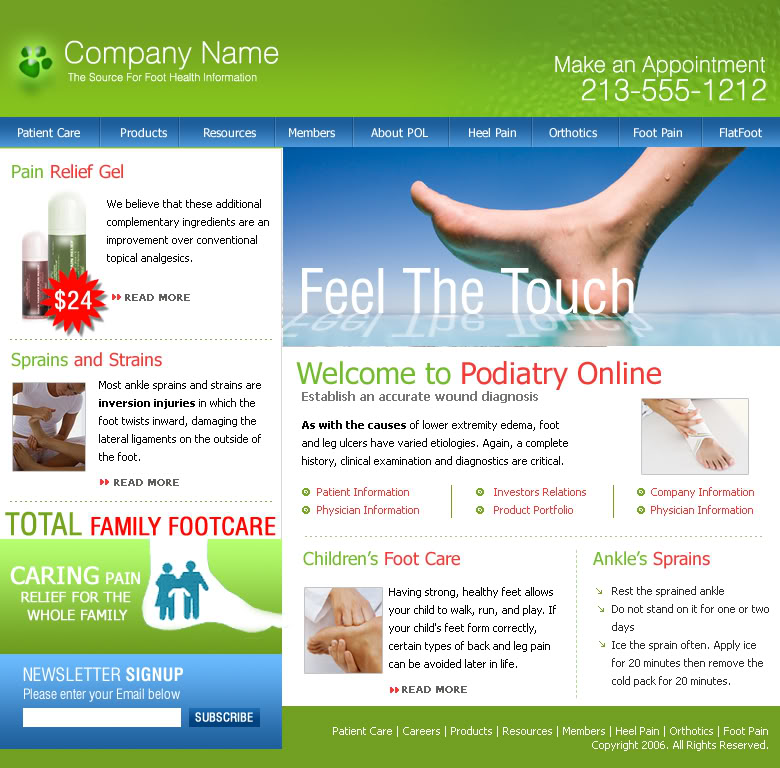 Company Name
The Source For Foot Health Information
Make an Appointment
213-555-1212
Patient Care
Products
Resources
Members
About POL
Heel Pain
Orthotics
Foot Pain
FlatFoot
Pain Relief Gel
We believe that these additional
complementary ingredients are an
improvement over conventional
topical analgesics.
$24
READ MORE
Sprains and Strains
Most ankle sprains and strains are
inversion injuries in which the
foot twists inward, damaging the
lateral ligaments on the outside of
the foot.
READ MORE
TOTAL FAMILY FOOTCARE
CARING PAIN
RELIEF FOR THE
WHOLE FAMILY
NEWSLETTER SIGNUP
Please enter your Email below
SUBSCRIBE
Feel The Touch
Welcome to Podiatry Online
Establish an accurate wound diagnosis
As with the causes of lower extremity edema, foot
and leg ulcers have varied etiologies. Again, a complete
history, clinical examination and diagnostics are critical.
Patient Information
Physician Information
Investors Relations
Product Portfolio
Company Information
Physician Information
Children's Foot Care
Having strong, healthy feet allows
your child to walk, run, and play. If
your child's feet form correctly,
certain types of back and leg pain
can be avoided later in life.
READ MORE
Ankle's Sprains
Rest the sprained ankle
Do not stand on it for one or two
days
Ice the sprain often. Apply ice
for 20 minutes then remove the
cold pack for 20 minutes.
Patient Care | Careers | Products | Resources | Members | Heel Pain | Orthotics | Foot Pain
Copyright 2006. All Rights Reserved.